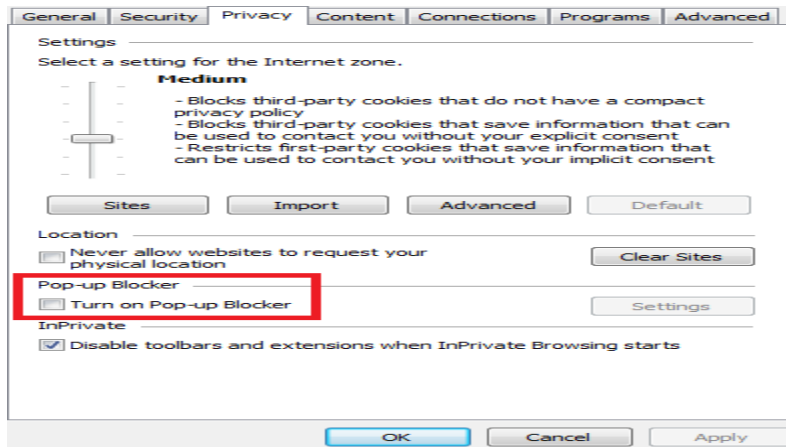 General Security Privacy Content Connections Programs Advanced
Settings
Select a setting for the Internet zone.
Medium
- Blocks third-party cookies that do not have a compact
privacy policy
- Blocks third-party cookies that save information that can
be used to contact you without your explicit consent
- Restricts first-party cookies that save information that
can be used to contact you without your implicit consent
Sites Import Advanced Default
Location
Never allow websites to request your
physical location
Clear Sites
Pop-up Blocker
Turn on Pop-up Blocker Settings
InPrivate
Disable toolbars and extensions when InPrivate Browsing starts
OK Cancel Apply